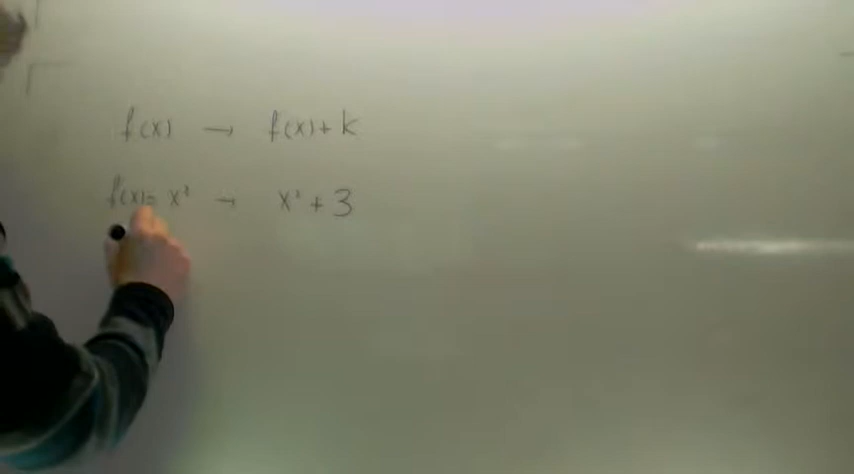 f(x) → f(x) + k
f(x) = x² → x² + 3